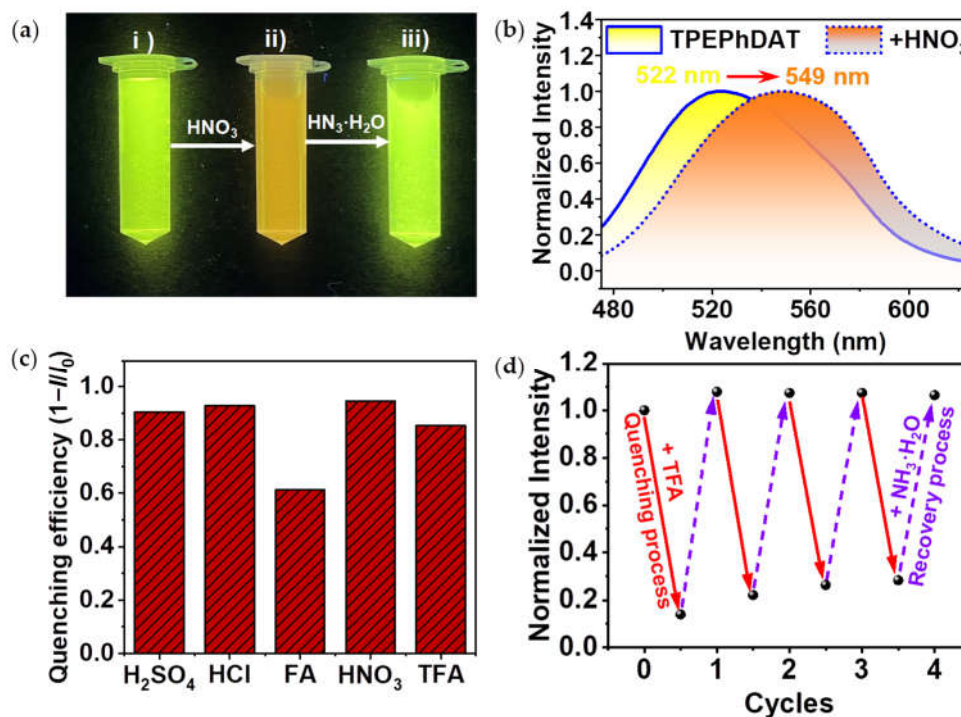 (a)
i )
ii)
iii)
HNO₃
HN₃·H₂O
(b)
Normalized Intensity
1.4
1.2
1.0
0.8
0.6
0.4
0.2
0.0
TPEPhDAT
+HNO₃
522 nm
549 nm
480
520
560
600
Wavelength (nm)
(c)
Quenching efficiency (1−I/I₀)
1.0
0.8
0.6
0.4
0.2
0.0
H₂SO₄
HCl
FA
HNO₃
TFA
(d)
Normalized Intensity
1.2
1.0
0.8
0.6
0.4
0.2
0.0
+ TFA
Quenching process
+ NH₃·H₂O
Recovery process
0
1
2
3
4
Cycles